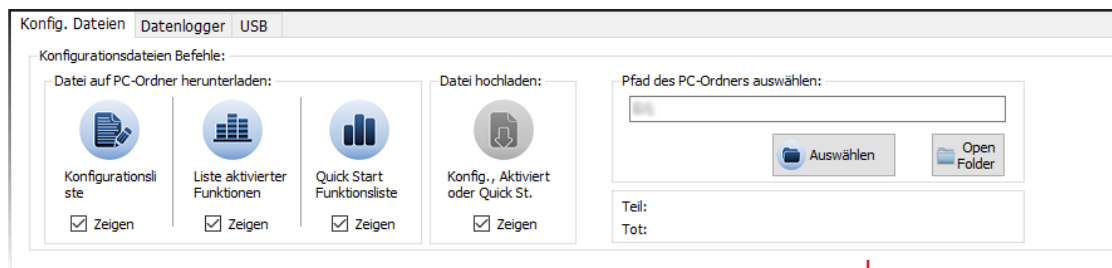 Konfig. Dateien Datenlogger USB
Konfigurationsdateien Befehle:
Datei auf PC-Ordner herunterladen:
Konfigurationsli
ste
Zeigen
Liste aktivierter
Funktionen
Zeigen
Quick Start
Funktionsliste
Zeigen
Datei hochladen:
Konfig., Aktiviert
oder Quick St.
Zeigen
Pfad des PC-Ordners auswählen:
Auswählen
Open
Folder
Teil:
Tot: